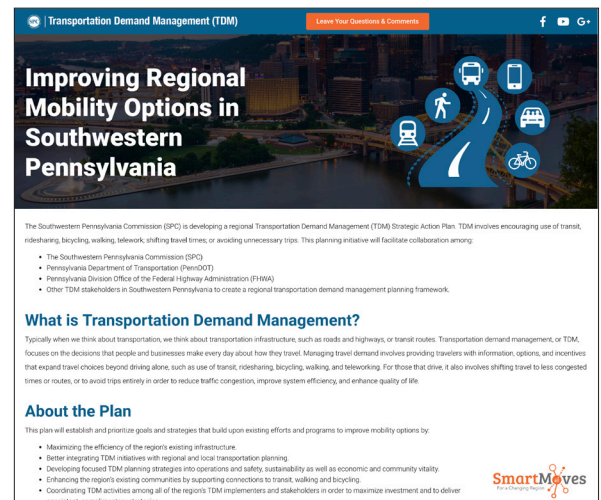 SPC | Transportation Demand Management (TDM)
Leave Your Questions & Comments
f
G+
Improving Regional
Mobility Options in
Southwestern
Pennsylvania
The Southwestern Pennsylvania Commission (SPC) is developing a regional Transportation Demand Management (TDM) Strategic Action Plan. TDM involves encouraging use of transit,
ridesharing, bicycling, walking, telework; shifting travel times; or avoiding unnecessary trips. This planning initiative will facilitate collaboration among:
• The Southwestern Pennsylvania Commission (SPC)
• Pennsylvania Department of Transportation (PennDOT)
• Pennsylvania Division Office of the Federal Highway Administration (FHWA)
• Other TDM stakeholders in Southwestern Pennsylvania to create a regional transportation demand management planning framework.
What is Transportation Demand Management?
Typically when we think about transportation, we think about transportation infrastructure, such as roads and highways, or transit routes. Transportation demand management, or TDM,
focuses on the decisions that people and businesses make every day about how they travel. Managing travel demand involves providing travelers with information, options, and incentives
that expand travel choices beyond driving alone, such as use of transit, ridesharing, bicycling, walking, and teleworking. For those that drive, it also involves shifting travel to less congested
times or routes, or to avoid trips entirely in order to reduce traffic congestion, improve system efficiency, and enhance quality of life.
About the Plan
This plan will establish and prioritize goals and strategies that build upon existing efforts and programs to improve mobility options by:
• Maximizing the efficiency of the region's existing infrastructure.
• Better integrating TDM initiatives with regional and local transportation planning.
• Developing focused TDM planning strategies into operations and safety, sustainability as well as economic and community vitality.
• Enhancing the region's existing communities by supporting connections to transit, walking and bicycling.
• Coordinating TDM activities among all of the region's TDM implementers and stakeholders in order to maximize investment and to deliver
SmartMoves
For a Changing Region